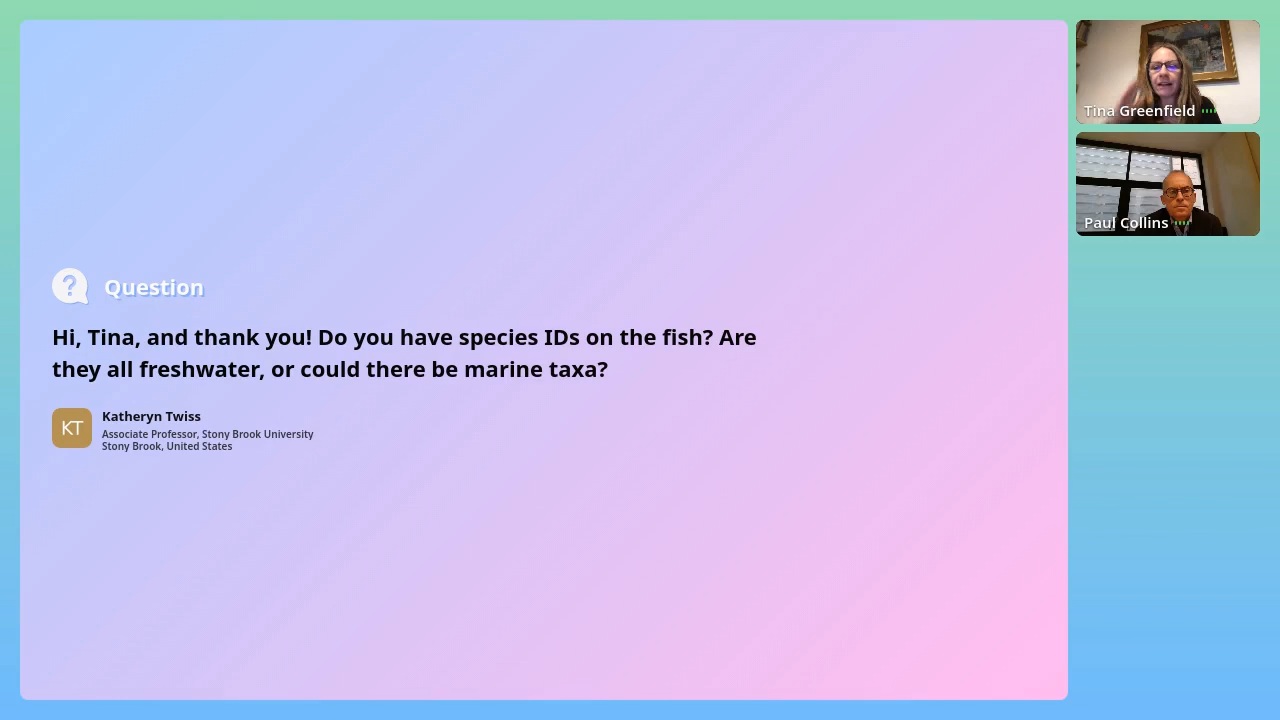 Question
Hi, Tina, and thank you! Do you have species IDs on the fish? Are
they all freshwater, or could there be marine taxa?
KT
Katheryn Twiss
Associate Professor, Stony Brook University
Stony Brook, United States
Tina Greenfield
Paul Collins